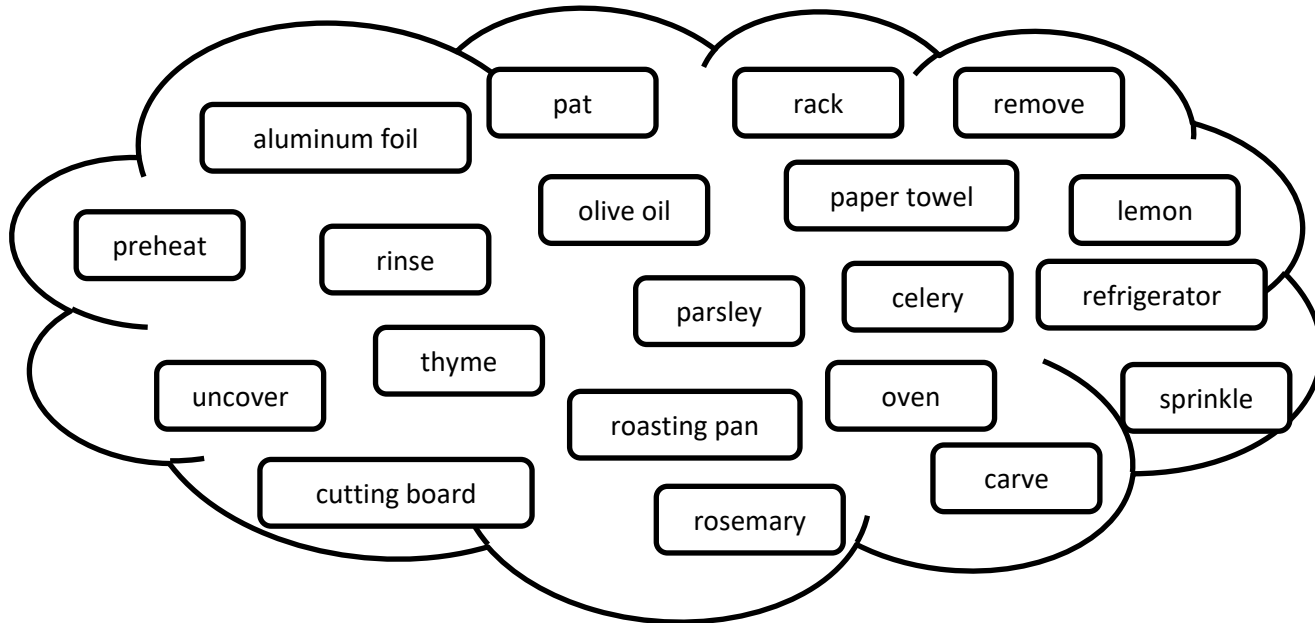 pat
rack
remove
aluminum foil
paper towel
olive oil
lemon
preheat
rinse
parsley
celery
refrigerator
thyme
uncover
oven
sprinkle
roasting pan
cutting board
carve
rosemary